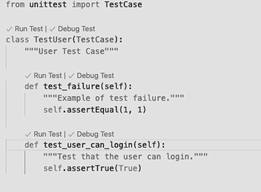 from unittest import TestCase
✓ Run Test | ✓ Debug Test
class TestUser(TestCase):
"""User Test Case"""
✓ Run Test | ✓ Debug Test
def test_failure(self):
"""Example of test failure."""
self.assertEqual(1, 1)
✓ Run Test | ✓ Debug Test
def test_user_can_login(self):
"""Test that the user can login."""
self.assertTrue(True)